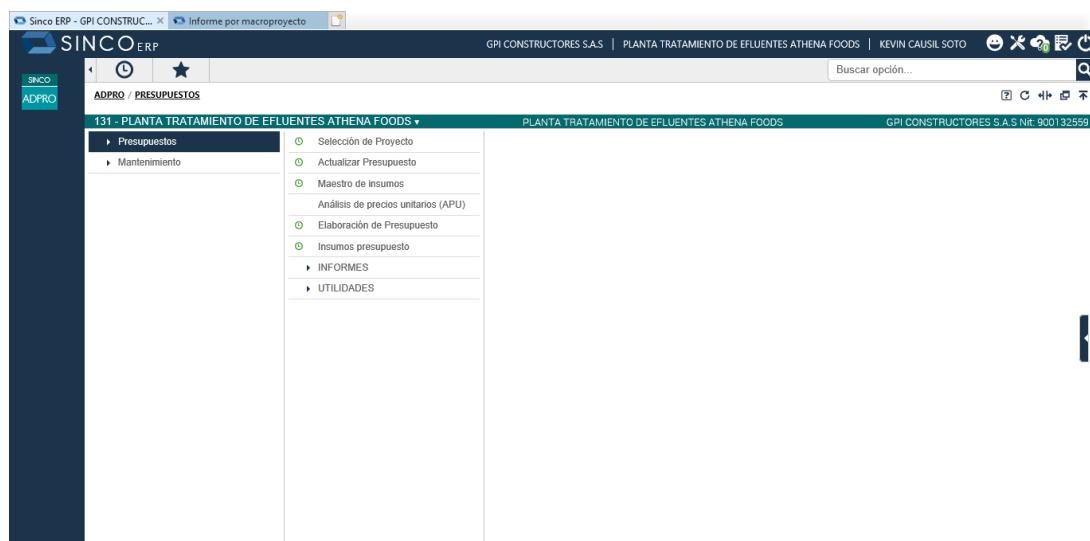 Sinco ERP - GPI CONSTRUC... Informe por macroproyecto
SINCO ERP GPI CONSTRUCTORES S.A.S | PLANTA TRATAMIENTO DE EFLUENTES ATHENA FOODS | KEVIN CAUSIL SOTO
Buscar opción...
SINCO
ADPRO
ADPRO / PRESUPUESTOS
131 - PLANTA TRATAMIENTO DE EFLUENTES ATHENA FOODS PLANTA TRATAMIENTO DE EFLUENTES ATHENA FOODS GPI CONSTRUCTORES S.A.S Nit: 900132559
Presupuestos
Mantenimiento
Selección de Proyecto
Actualizar Presupuesto
Maestro de insumos
Análisis de precios unitarios (APU)
Elaboración de Presupuesto
Insumos presupuesto
INFORMES
UTILIDADES